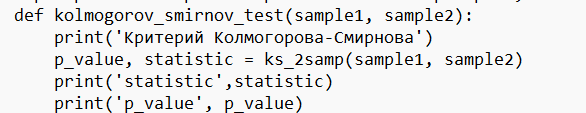 def kolmogorov_smirnov_test(sample1, sample2):
    print('Критерий Колмогорова-Смирнова')
    p_value, statistic = ks_2samp(sample1, sample2)
    print('statistic',statistic)
    print('p_value', p_value)